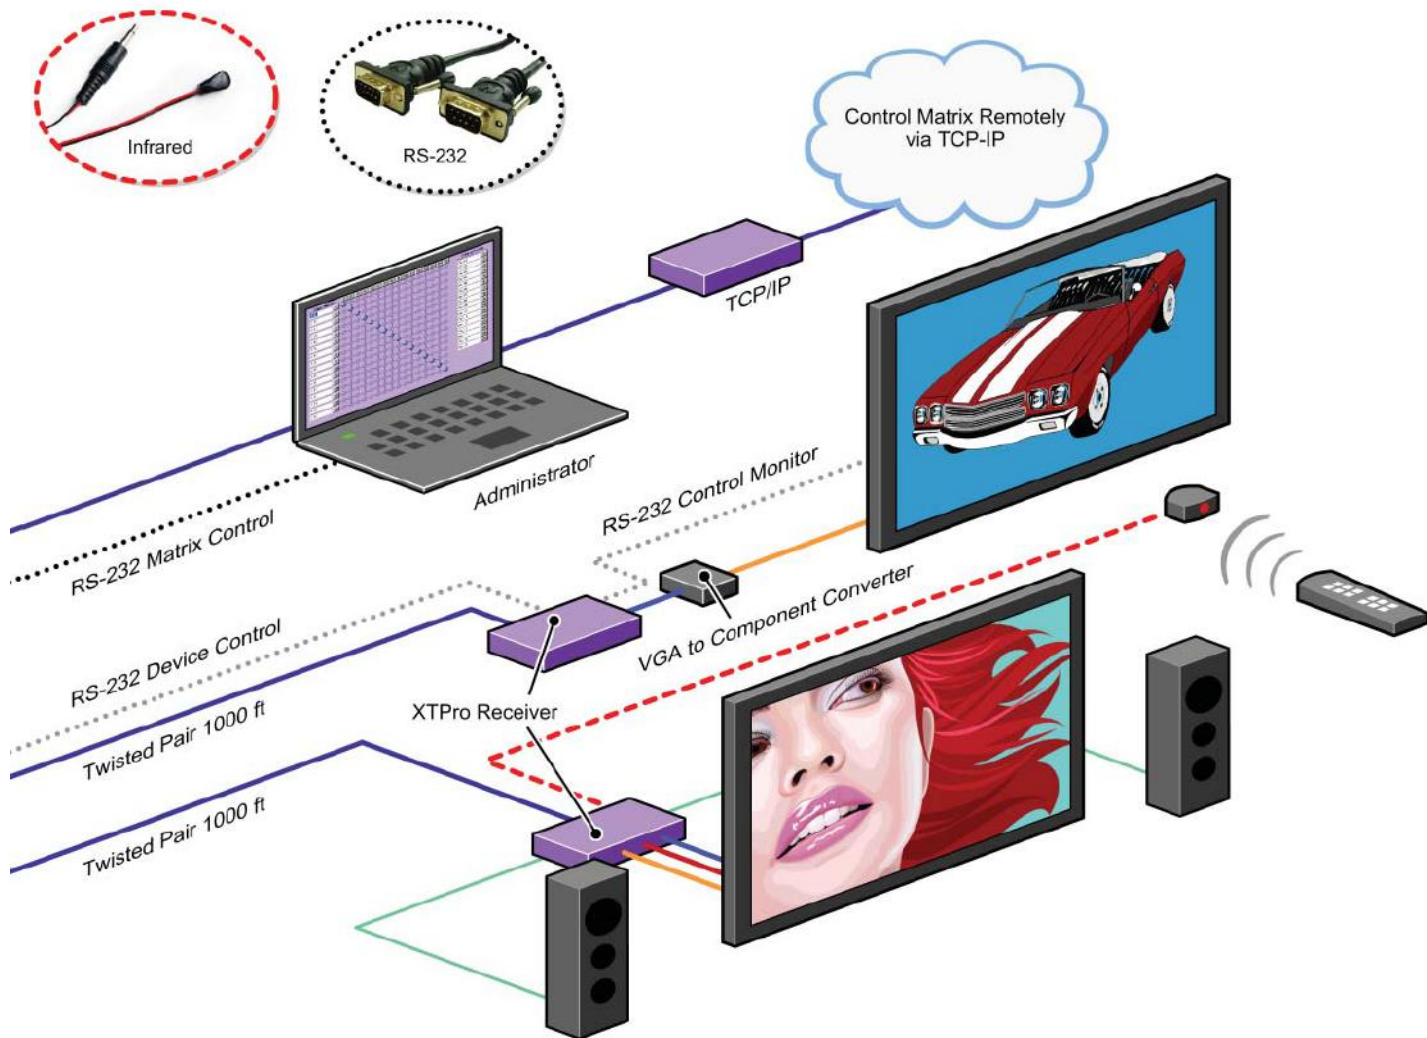 Infrared
RS-232
Control Matrix Remotely
via TCP-IP
TCP/IP
Administrator
RS-232 Matrix Control
RS-232 Control Monitor
VGA to Component Converter
RS-232 Device Control
Twisted Pair 1000 ft
XTPro Receiver
Twisted Pair 1000 ft